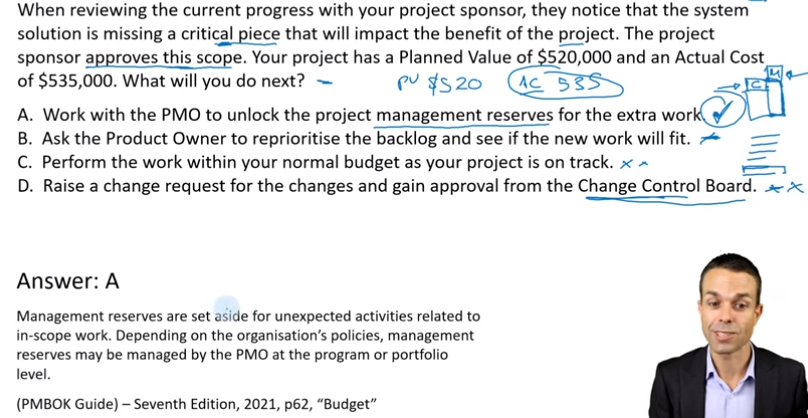 When reviewing the current progress with your project sponsor, they notice that the system
solution is missing a critical piece that will impact the benefit of the project. The project
sponsor approves this scope. Your project has a Planned Value of $520,000 and an Actual Cost
of $535,000. What will you do next?
PV $520 AC 535
M
C
A. Work with the PMO to unlock the project management reserves for the extra work
B. Ask the Product Owner to reprioritise the backlog and see if the new work will fit.
C. Perform the work within your normal budget as your project is on track.
D. Raise a change request for the changes and gain approval from the Change Control Board.
Answer: A
Management reserves are set aside for unexpected activities related to
in-scope work. Depending on the organisation's policies, management
reserves may be managed by the PMO at the program or portfolio
level.
(PMBOK Guide) – Seventh Edition, 2021, p62, "Budget"